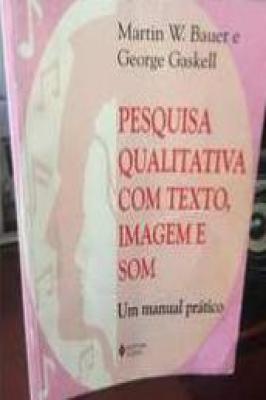 Martin W. Bauer e
George Gaskell
PESQUISA
QUALITATIVA
COM TEXTO,
IMAGEM E
SOM
Um manual prático